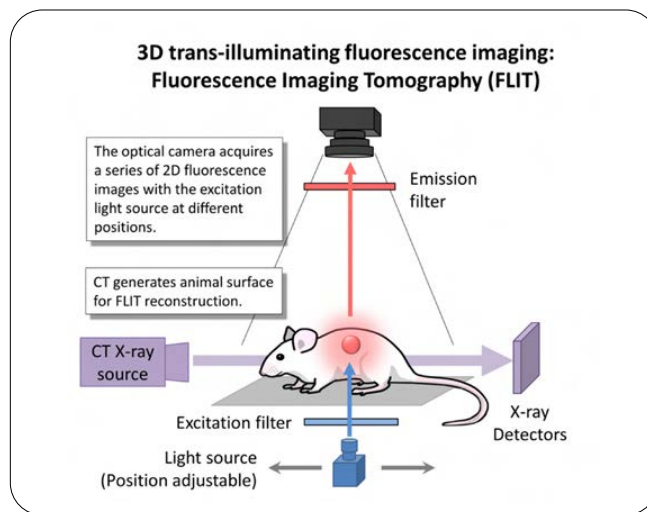 3D trans-illuminating fluorescence imaging:
Fluorescence Imaging Tomography (FLIT)
The optical camera acquires
a series of 2D fluorescence
images with the excitation
light source at different
positions.
Emission
filter
CT generates animal surface
for FLIT reconstruction.
CT X-ray
source
X-ray
Detectors
Excitation filter
Light source
(Position adjustable)